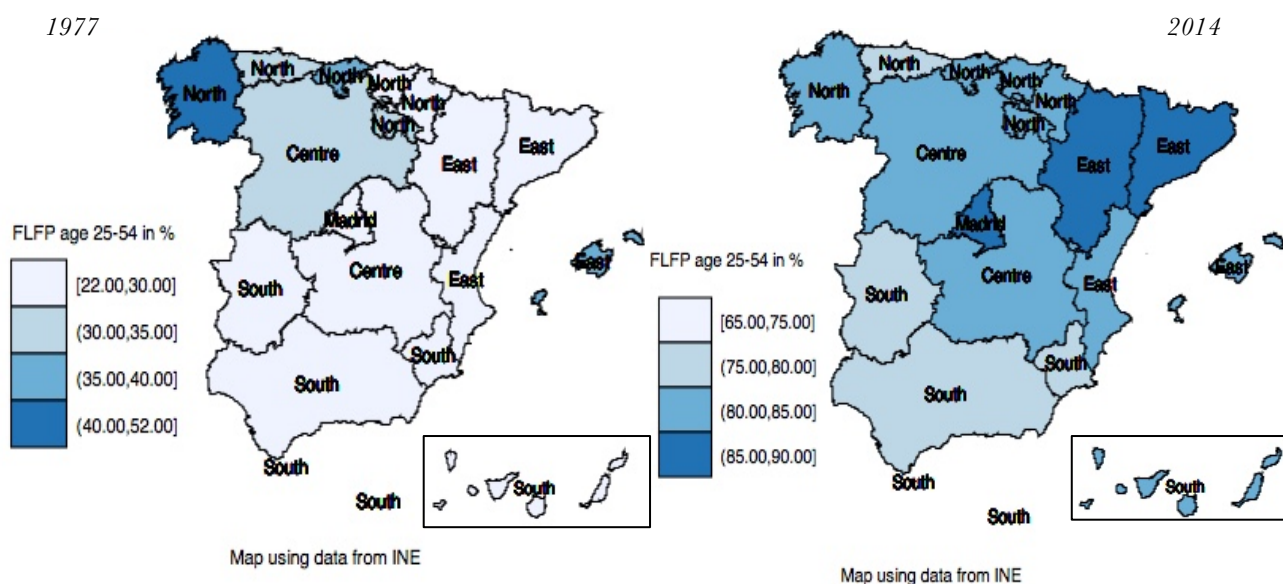 1977
North
North
North
North
North
North
Centre
East
East
Madrid
Centre
East
East
South
South
South
South
South
South
FLFP age 25-54 in %
[22.00,30.00]
(30.00,35.00]
(35.00,40.00]
(40.00,52.00]
Map using data from INE
2014
North
North
North
North
North
North
Centre
East
East
Madrid
Centre
East
East
South
South
South
South
South
South
FLFP age 25-54 in %
[65.00,75.00]
(75.00,80.00]
(80.00,85.00]
(85.00,90.00]
Map using data from INE